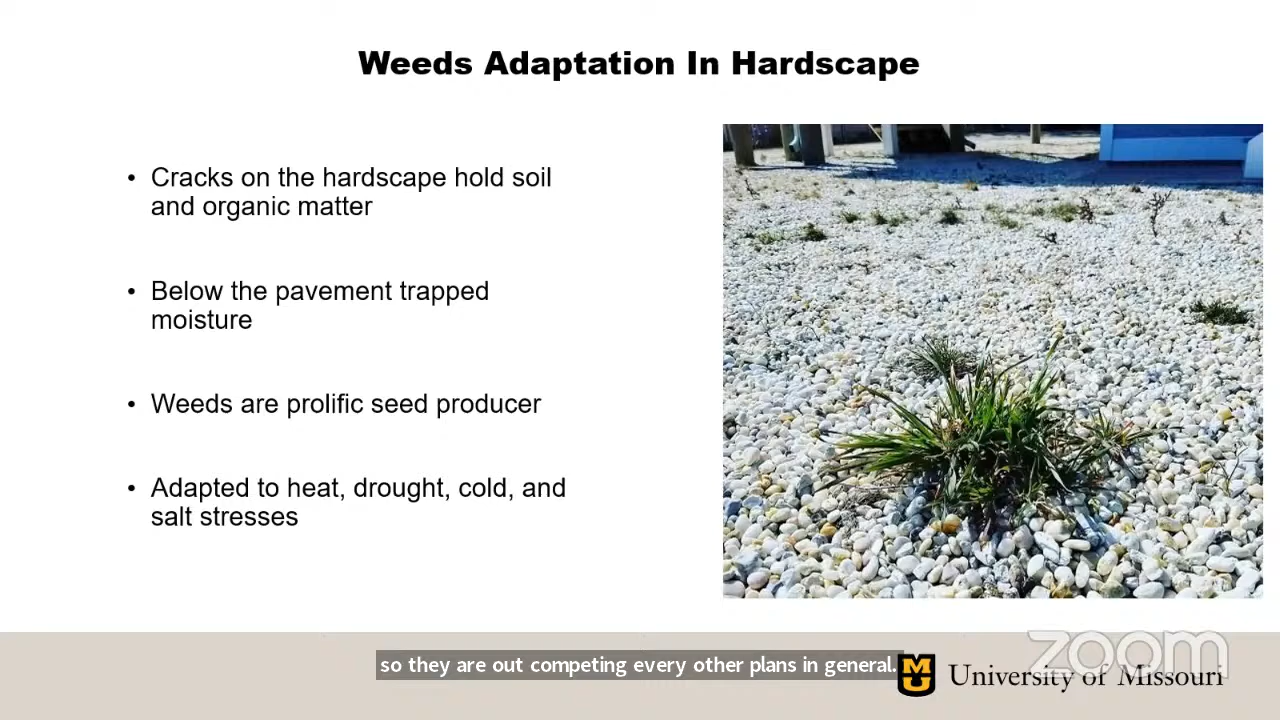 Weeds Adaptation In Hardscape
• Cracks on the hardscape hold soil
and organic matter
• Below the pavement trapped
moisture
• Weeds are prolific seed producer
• Adapted to heat, drought, cold, and
salt stresses
so they are out competing every other plans in general.
zoom
University of Missouri